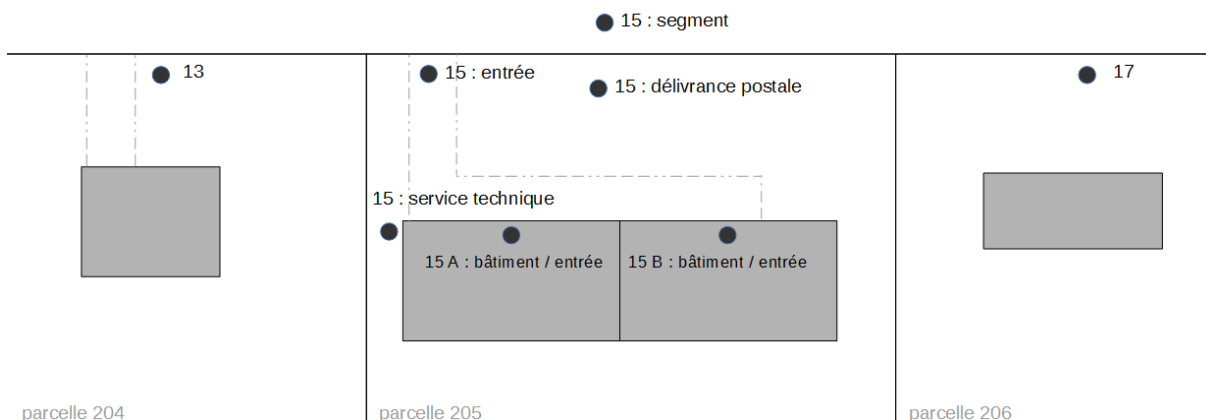 15 : segment
13
15 : entrée
15 : délivrance postale
17
15 : service technique
15 A : bâtiment / entrée
15 B : bâtiment / entrée
parcelle 204
parcelle 205
parcelle 206